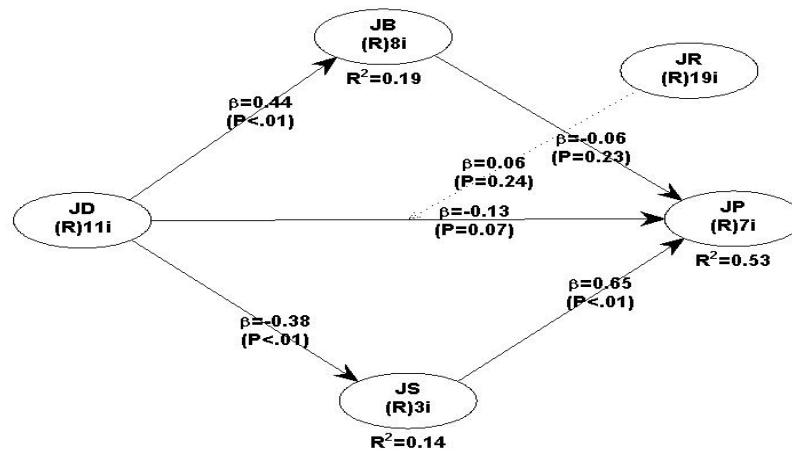 JB
(R)8i
R²=0.19
JR
(R)19i
β=0.44
(P<.01)
β=-0.06
(P=0.23)
β=0.06
(P=0.24)
JD
(R)11i
β=-0.13
(P=0.07)
JP
(R)7i
R²=0.53
β=-0.38
(P<.01)
β=0.65
(P<.01)
JS
(R)3i
R²=0.14